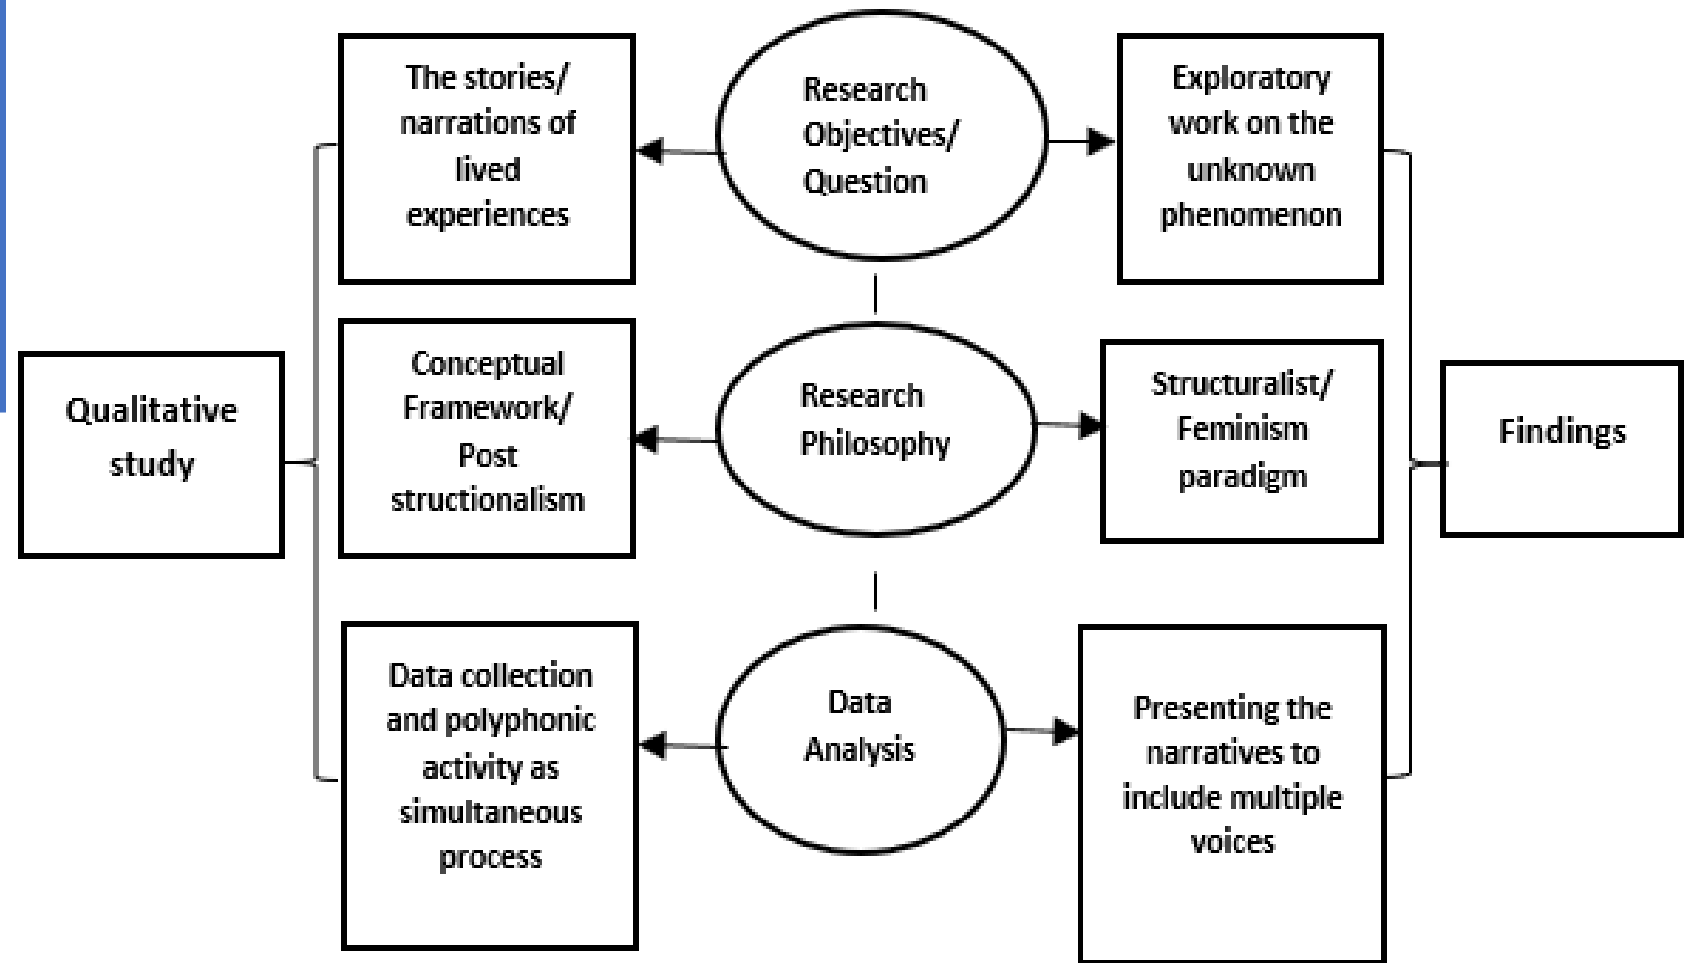 The stories/
narrations of
lived
experiences
Research
Objectives/
Question
Exploratory
work on the
unknown
phenomenon
Qualitative
study
Conceptual
Framework/
Post
structionalism
Research
Philosophy
Structuralist/
Feminism
paradigm
Findings
Data collection
and polyphonic
activity as
simultaneous
process
Data
Analysis
Presenting the
narratives to
include multiple
voices